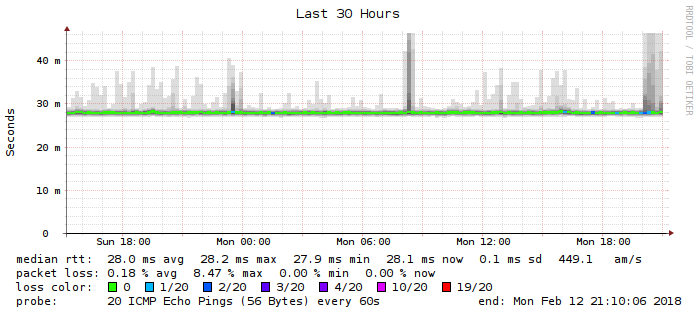 Last 30 Hours
RRDTOOL / TOBI OETIKER
Seconds
40 m
30 m
20 m
10 m
0
Sun 18:00 Mon 00:00 Mon 06:00 Mon 12:00 Mon 18:00
median rtt: 28.0 ms avg 28.2 ms max 27.9 ms min 28.1 ms now 0.1 ms sd 449.1 am/s
packet loss: 0.18 % avg 8.47 % max 0.00 % min 0.00 % now
loss color: 0 1/20 2/20 3/20 4/20 10/20 19/20
probe: 20 ICMP Echo Pings (56 Bytes) every 60s end: Mon Feb 12 21:10:06 2018